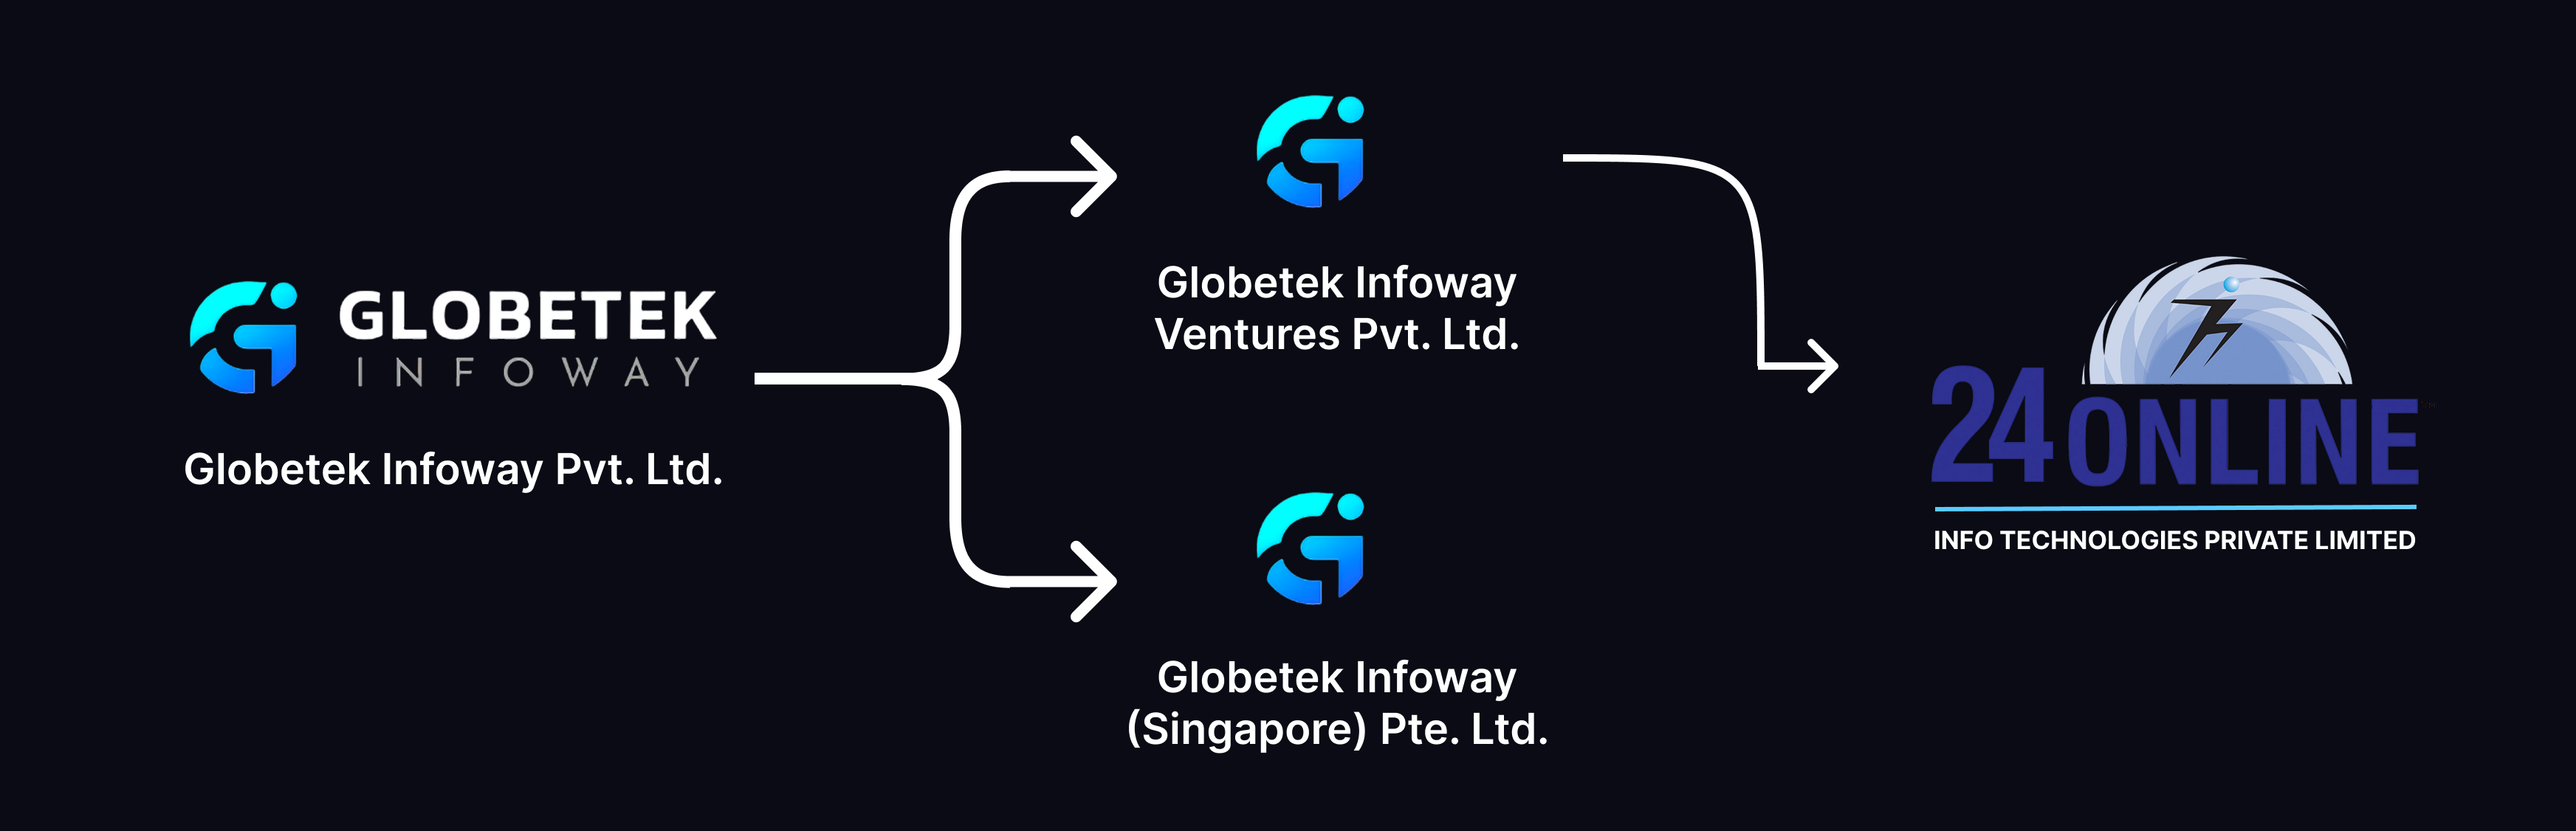 GLOBETEK
INFOWAY
Globetek Infoway Pvt. Ltd.
Globetek Infoway
Ventures Pvt. Ltd.
Globetek Infoway
(Singapore) Pte. Ltd.
24ONLINE
INFO TECHNOLOGIES PRIVATE LIMITED